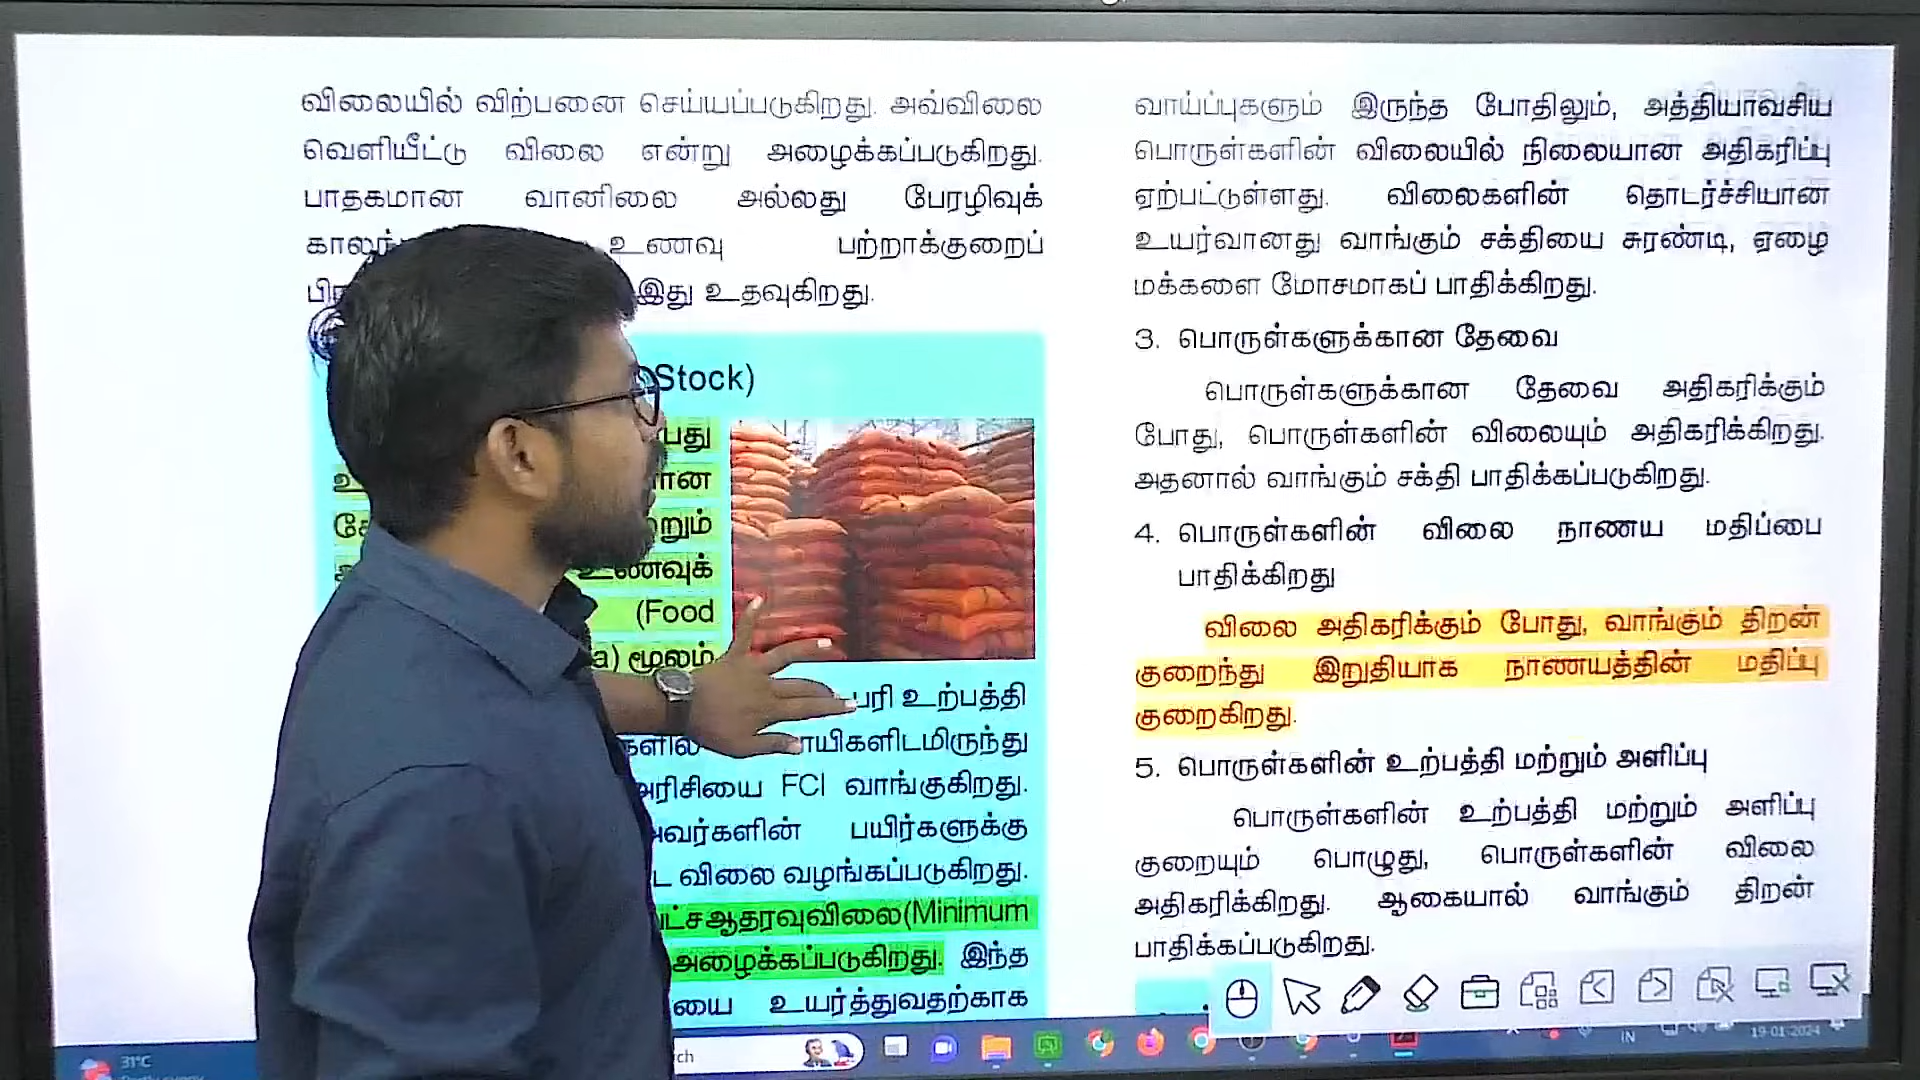 விலையில் விற்பனை செய்யப்படுகிறது. அவ்விலை
வெளியீட்டு விலை என்று அழைக்கப்படுகிறது.
பாதகமான வானிலை அல்லது பேரழிவுக்
உணவு பற்றாக்குறைப்
இது உதவுகிறது.
Stock)
உணவுக்
(Food
மூலம்
உற்பத்தி
அரிசியை FCI வாங்குகிறது.
அவர்களின் பயிர்களுக்கு
விலை வழங்கப்படுகிறது.
(Minimum
அழைக்கப்படுகிறது. இந்த
உயர்த்துவதற்காக
வாய்ப்புகளும் இருந்த போதிலும், அத்தியாவசிய
பொருள்களின் விலையில் நிலையான அதிகரிப்பு
ஏற்பட்டுள்ளது. விலைகளின் தொடர்ச்சியான
உயர்வானது வாங்கும் சக்தியை சுரண்டி, ஏழை
மக்களை மோசமாகப் பாதிக்கிறது.
3. பொருள்களுக்கான தேவை
பொருள்களுக்கான தேவை அதிகரிக்கும்
போது, பொருள்களின் விலையும் அதிகரிக்கிறது.
அதனால் வாங்கும் சக்தி பாதிக்கப்படுகிறது.
4. பொருள்களின் விலை நாணய மதிப்பை
பாதிக்கிறது
விலை அதிகரிக்கும் போது, வாங்கும் திறன்
குறைந்து இறுதியாக நாணயத்தின் மதிப்பு
குறைகிறது.
5. பொருள்களின் உற்பத்தி மற்றும் அளிப்பு
பொருள்களின் உற்பத்தி மற்றும் அளிப்பு
குறையும் பொழுது, பொருள்களின் விலை
அதிகரிக்கிறது. ஆகையால் வாங்கும் திறன்
பாதிக்கப்படுகிறது.
31°C
IN
19-01-2024